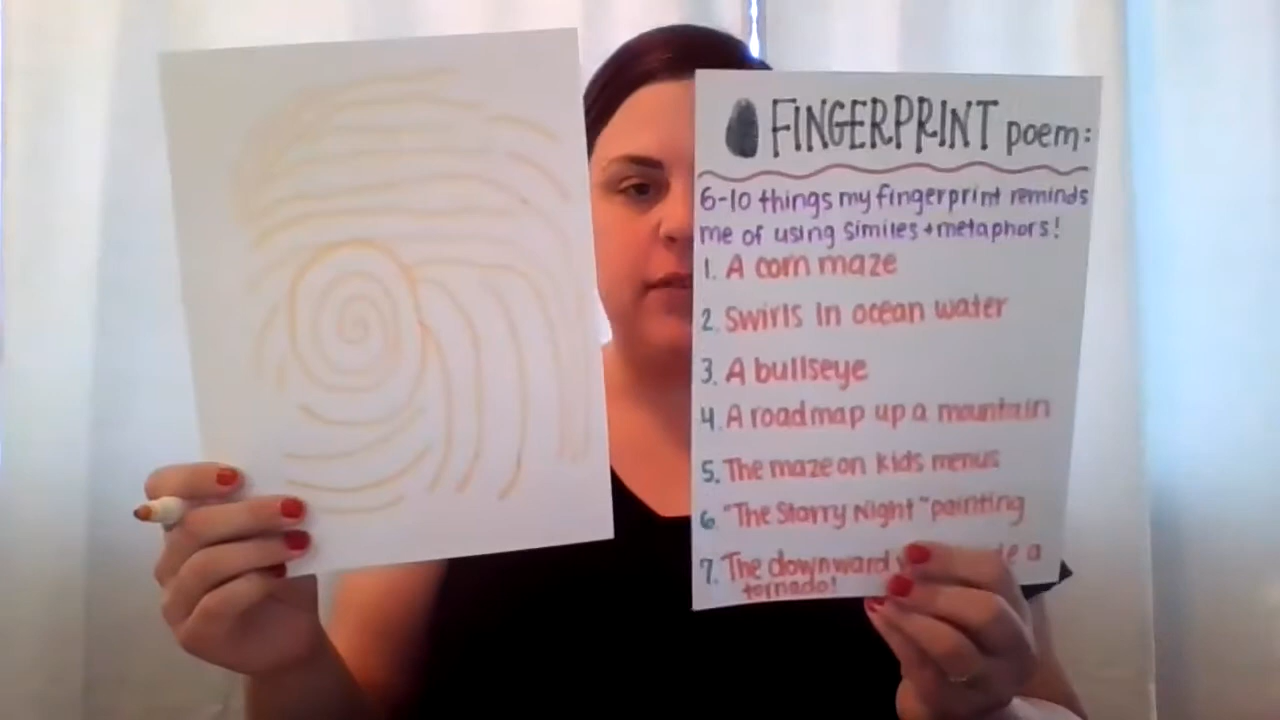 FINGERPRINT poem:
6-10 things my fingerprint reminds
me of using similes + metaphors!
1. A corn maze
2. Swirls in ocean water
3. A bullseye
4. A roadmap up a mountain
5. The maze on kids menus
6. "The Starry Night" painting
7. The downward a
tornado!